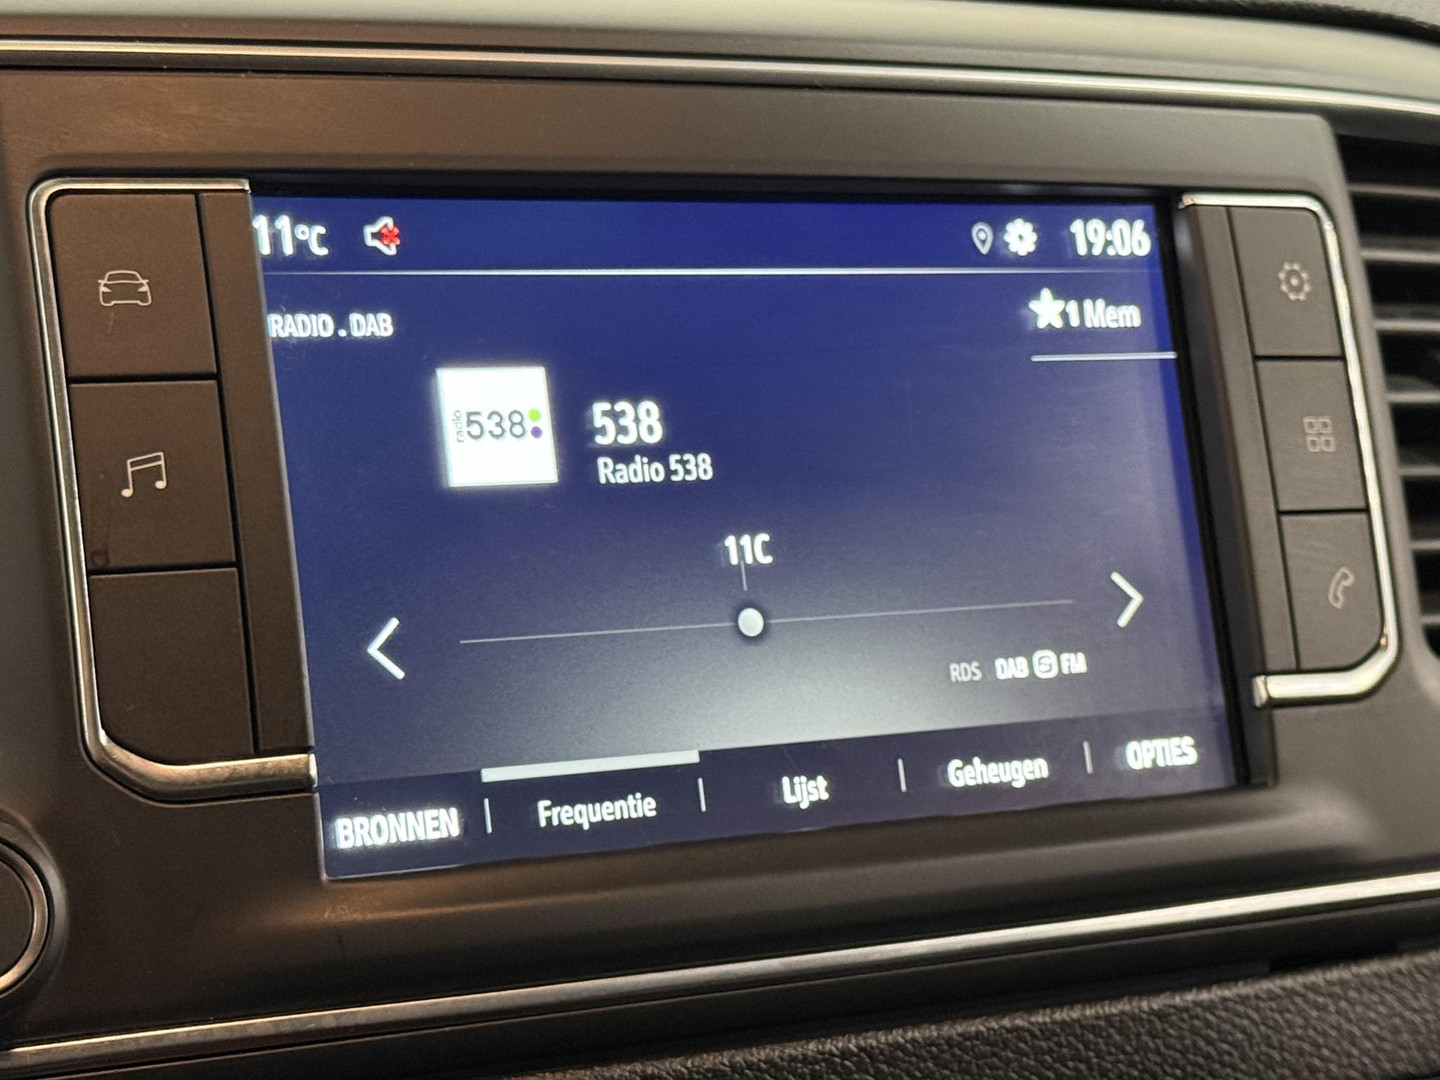 11°C 19:06
RADIO . DAB
1 Mem
radio 538
538
Radio 538
11C
RDS DAB S FM
BRONNEN Frequentie Lijst Geheugen OPTIES